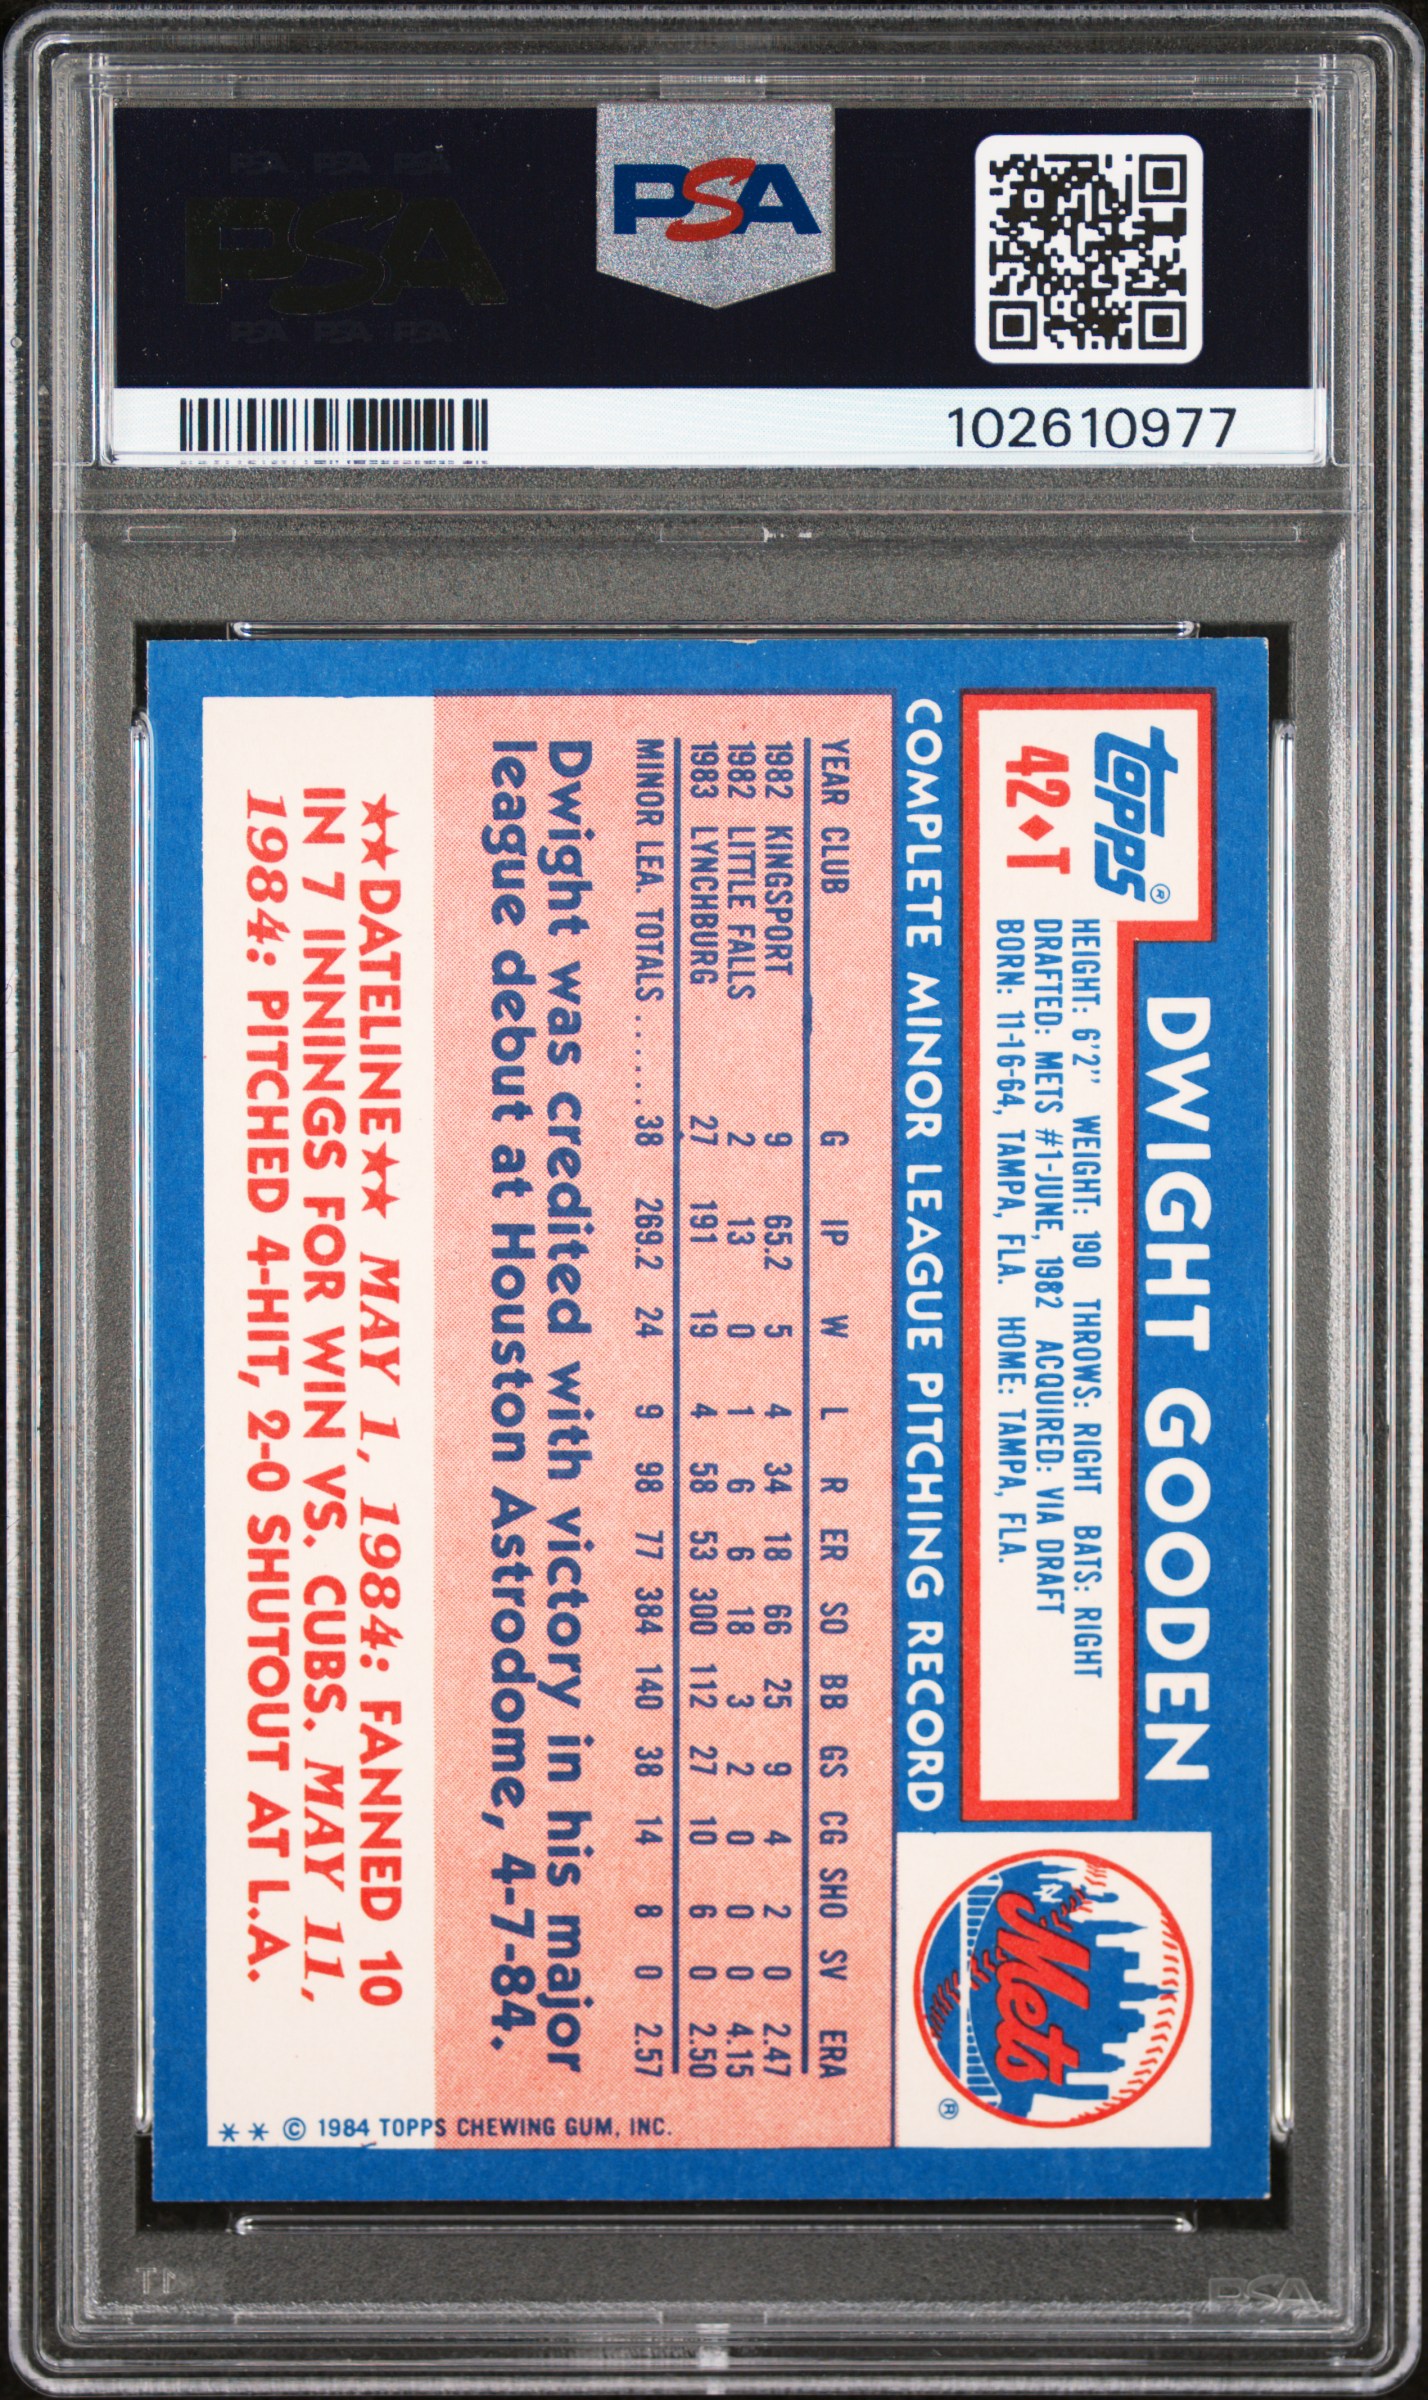 PSA PSA PSA
PSA
PSA PSA PSA
PSA
102610977
topps®
42♦T
DWIGHT GOODEN
HEIGHT: 6'2" WEIGHT: 190 THROWS: RIGHT BATS: RIGHT
DRAFTED: METS #1-JUNE, 1982 ACQUIRED: VIA DRAFT
BORN: 11-16-64, TAMPA, FLA. HOME: TAMPA, FLA.
Mets
NY
®
COMPLETE MINOR LEAGUE PITCHING RECORD
YEAR CLUB G IP W L R ER SO BB GS CG SHO SV ERA
1982 KINGSPORT 9 65.2 5 4 34 18 66 25 9 4 2 0 2.47
1982 LITTLE FALLS 2 13 0 1 6 6 18 3 2 0 0 0 4.15
1983 LYNCHBURG 27 191 19 4 58 53 300 112 27 10 6 0 2.50
MINOR LEA. TOTALS ...... 38 269.2 24 9 98 77 384 140 38 14 8 0 2.57
Dwight was credited with victory in his major
league debut at Houston Astrodome, 4-7-84.
★★DATELINE★★ MAY 1, 1984: FANNED 10
IN 7 INNINGS FOR WIN VS. CUBS. MAY 11,
1984: PITCHED 4-HIT, 2-0 SHUTOUT AT L.A.
** © 1984 TOPPS CHEWING GUM, INC.
PSA